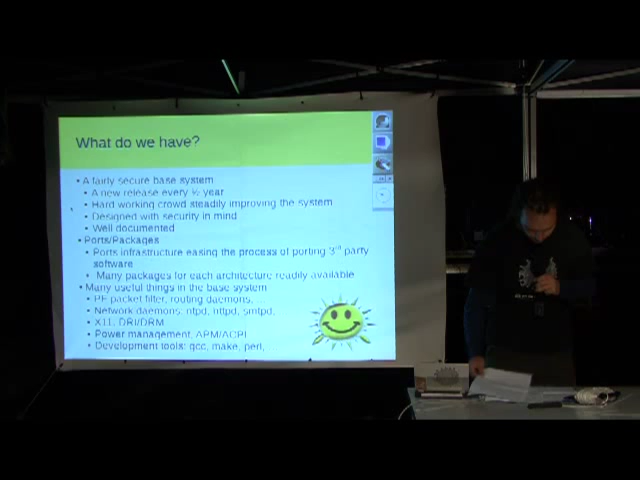 What do we have?
• A fairly secure base system
• A new release every ½ year
• Hard working crowd steadily improving the system
• Designed with security in mind
• Well documented
• Ports/Packages
• Ports infrastructure easing the process of porting 3rd party
software
• Many packages for each architecture readily available
• Many useful things in the base system
• PF packet filter, routing daemons,
• Network daemons, ntpd, httpd, smtpd,
• X11, DRI/DRM
• Power management, APM/ACPI
• Development tools: gcc, make, perl,